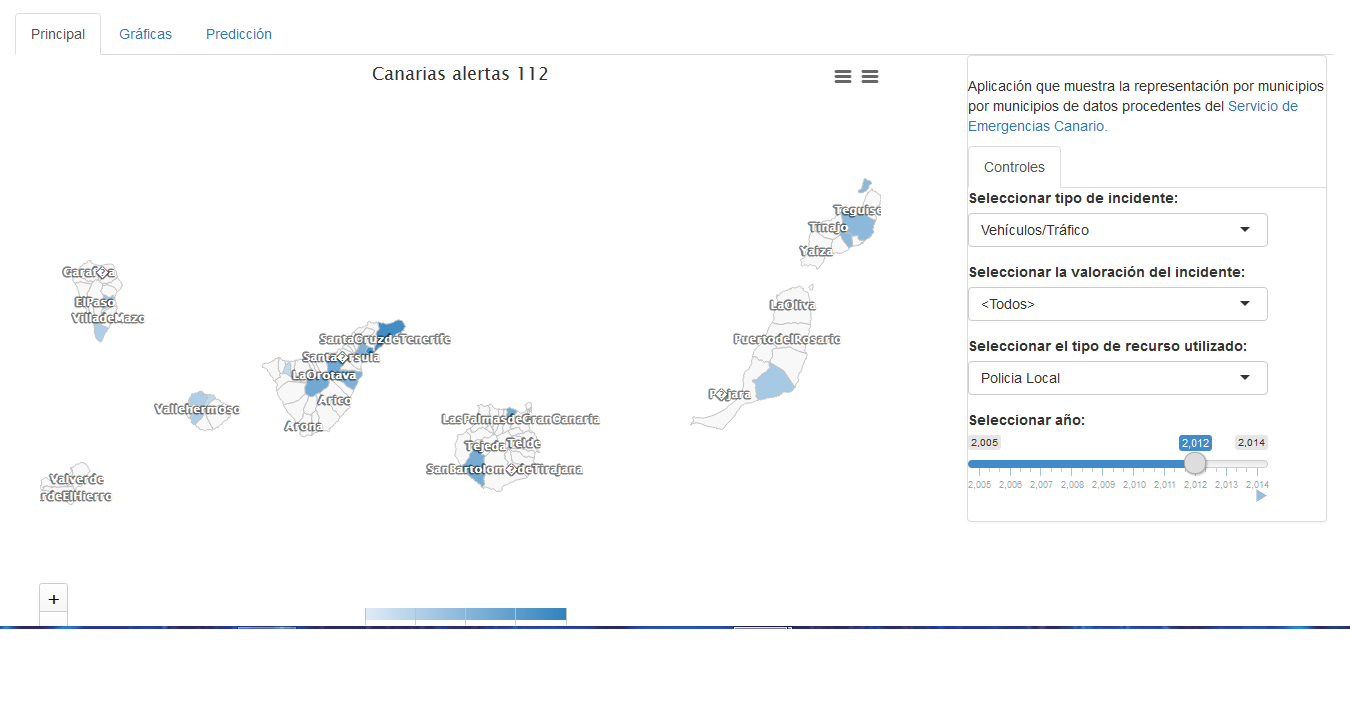 Principal
Gráficas
Predicción
Canarias alertas 112
Aplicación que muestra la representación por municipios
por municipios de datos procedentes del Servicio de
Emergencias Canario.
Controles
Seleccionar tipo de incidente:
Vehículos/Tráfico
Seleccionar la valoración del incidente:
<Todos>
Seleccionar el tipo de recurso utilizado:
Policia Local
Seleccionar año:
2,005
2,012
2,014
2,005 2,006 2,007 2,008 2,009 2,010 2,011 2,012 2,013 2,014
Teguise
Tinajo
Yaiza
Garaf�a
ElPaso
VilladeMazo
LaOliva
PuertodelRosario
P�jara
SantaCruzdeTenerife
Santa�rsula
LaOrotava
Arico
Arona
Vallehermoso
LasPalmasdeGranCanaria
Tejeda
Telde
SanBartolom�deTirajana
Valverde
rdeElHierro
+